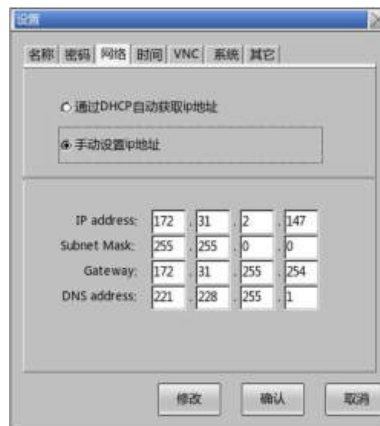 设置
名称 密码 网络 时间 VNC 系统 其它
通过DHCP自动获取ip地址
手动设置ip地址
IP address: 172 . 31 . 2 . 147
Subnet Mask: 255 . 255 . 0 . 0
Gateway: 172 . 31 . 255 . 254
DNS address: 221 . 228 . 255 . 1
修改 确认 取消